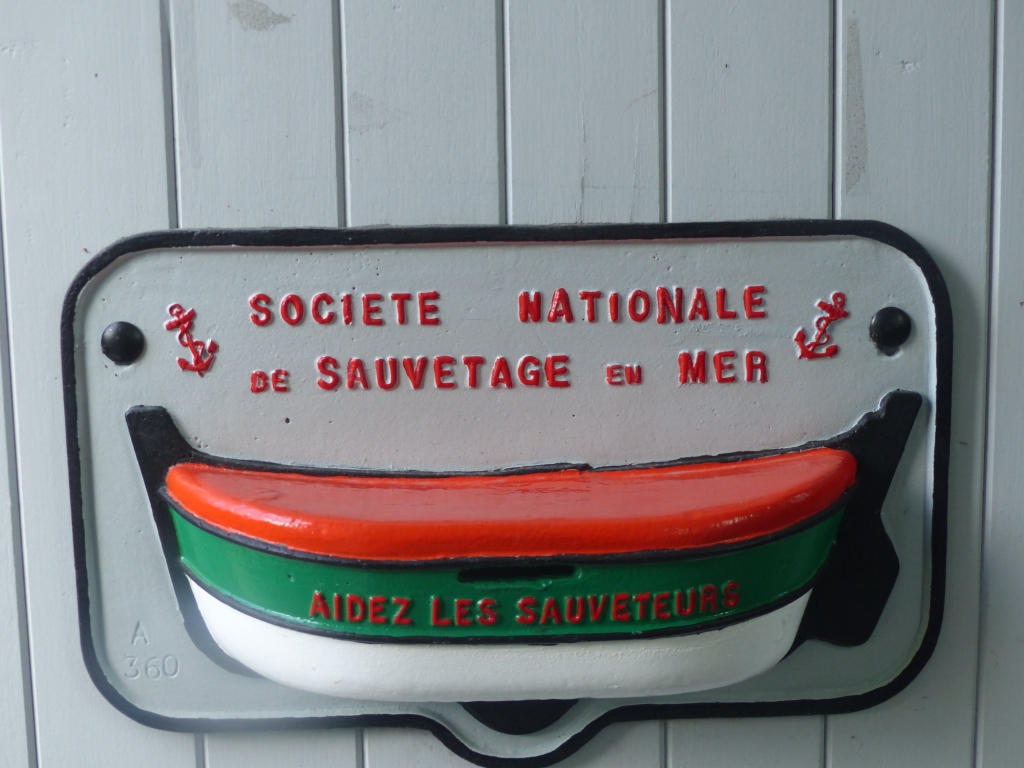 SOCIETE NATIONALE
DE SAUVETAGE EN MER
AIDEZ LES SAUVETEURS
A
360